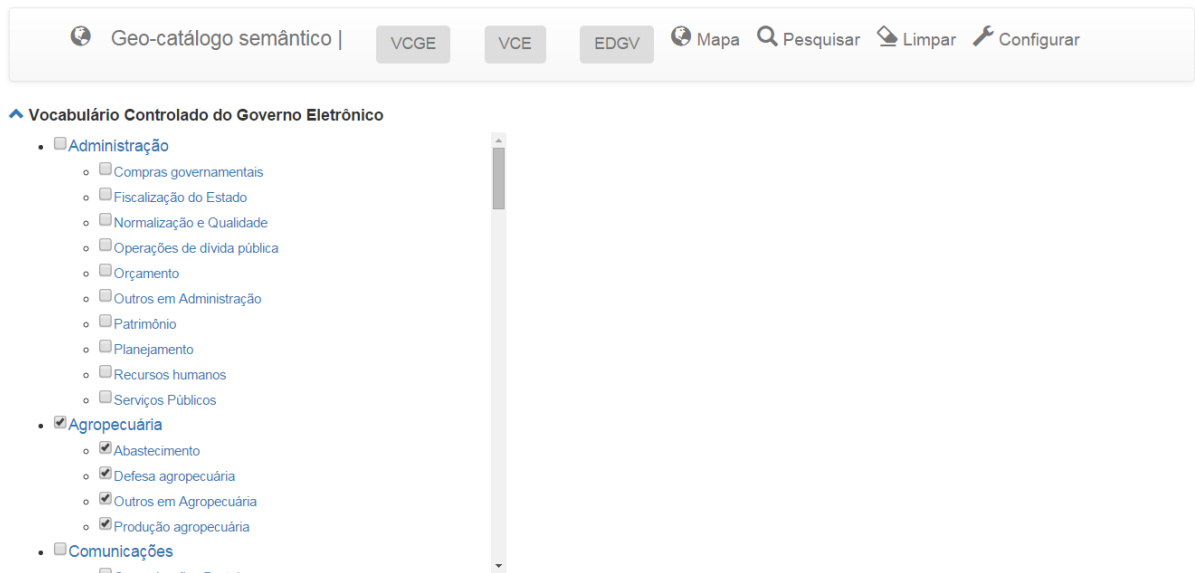 Geo-catálogo semântico | VCGE VCE EDGV Mapa Pesquisar Limpar Configurar
Vocabulário Controlado do Governo Eletrônico
Administração
Compras governamentais
Fiscalização do Estado
Normalização e Qualidade
Operações de dívida pública
Orçamento
Outros em Administração
Patrimônio
Planejamento
Recursos humanos
Serviços Públicos
Agropecuária
Abastecimento
Defesa agropecuária
Outros em Agropecuária
Produção agropecuária
Comunicações